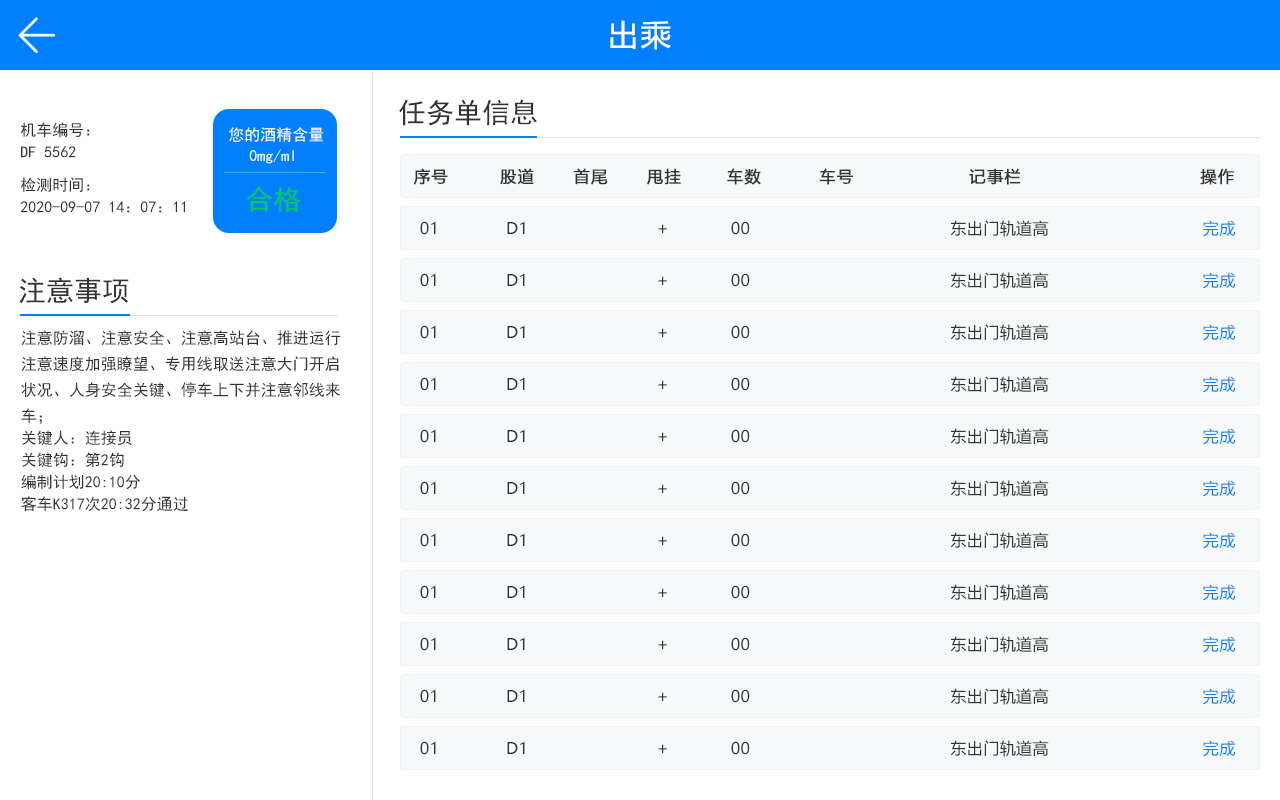 出乘
机车编号：
DF 5562
检测时间：
2020-09-07 14：07：11
您的酒精含量
0mg/ml
合格
注意事项
注意防溜、注意安全、注意高站台、推进运行
注意速度加强瞭望、专用线取送注意大门开启
状况、人身安全关键、停车上下并注意邻线来
车；
关键人：连接员
关键钩：第2钩
编制计划20:10分
客车K317次20:32分通过
任务单信息
序号 股道 首尾 甩挂 车数 车号 记事栏 操作
01 D1 + 00 东出门轨道高 完成
01 D1 + 00 东出门轨道高 完成
01 D1 + 00 东出门轨道高 完成
01 D1 + 00 东出门轨道高 完成
01 D1 + 00 东出门轨道高 完成
01 D1 + 00 东出门轨道高 完成
01 D1 + 00 东出门轨道高 完成
01 D1 + 00 东出门轨道高 完成
01 D1 + 00 东出门轨道高 完成
01 D1 + 00 东出门轨道高 完成
01 D1 + 00 东出门轨道高 完成